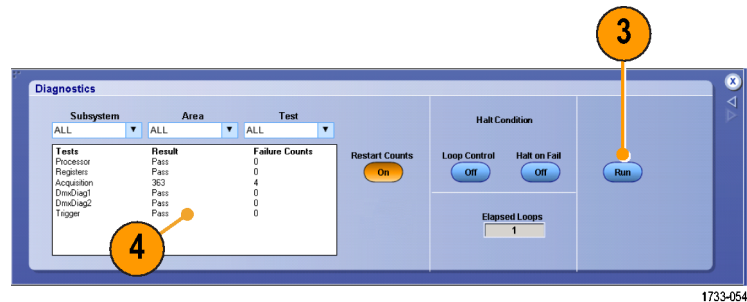 3
Diagnostics
X
Subsystem Area Test
ALL ALL ALL
Halt Condition
Tests Result Failure Counts
Processor Pass 0
Registers Pass 0
Acquisition 363 4
DmxDiag1 Pass 0
DmxDiag2 Pass 0
Trigger Pass 0
Restart Counts
On
Loop Control Halt on Fail
Off Off
Run
Elapsed Loops
1
4
1733-054